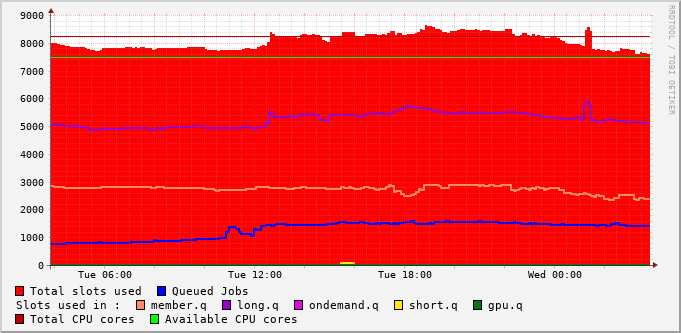 9000
8000
7000
6000
5000
4000
3000
2000
1000
0
Tue 06:00 Tue 12:00 Tue 18:00 Wed 00:00
RRDTOOL / TOBI OETIKER
Total slots used Queued Jobs
Slots used in : member.q long.q ondemand.q short.q gpu.q
Total CPU cores Available CPU cores